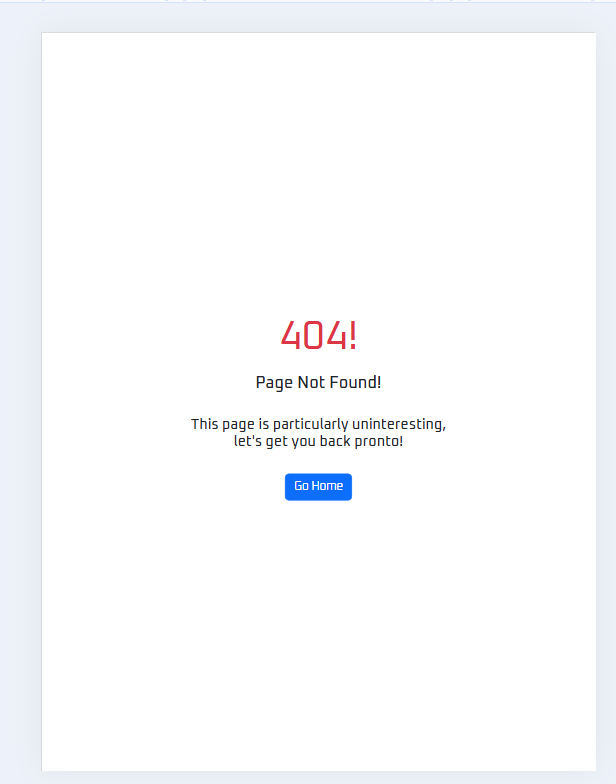 404!
Page Not Found!
This page is particularly uninteresting,
let's get you back pronto!
Go Home